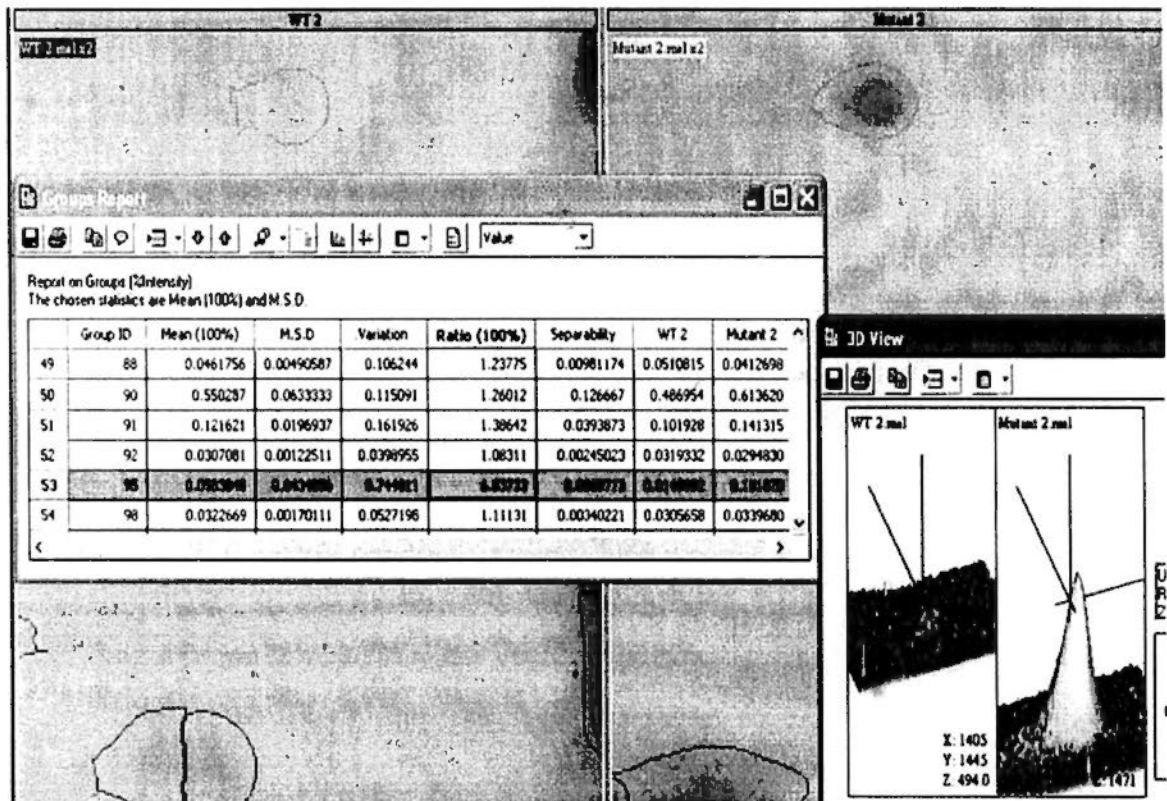 WT 2
Mutant 2
WT 2.mel x2
Mutant 2.mel x2
Groups Report
Value
Report on Groups (%Intensity)
The chosen statistics are Mean (100%) and M.S.D.
Group ID Mean (100%) M.S.D Variation Ratio (100%) Separability WT 2 Mutant 2
49 88 0.0461756 0.00490587 0.106244 1.23775 0.00981174 0.0510815 0.0412698
50 90 0.550287 0.0633333 0.115091 1.26012 0.126667 0.486954 0.613620
51 91 0.121621 0.0196937 0.161926 1.38642 0.0393873 0.101928 0.141315
52 92 0.0307081 0.00122511 0.0398955 1.08311 0.00245023 0.0319332 0.0294830
53
54 98 0.0322669 0.00170111 0.0527198 1.11131 0.00340221 0.0305658 0.0339680
3D View
WT 2.mel
Mutant 2.mel
X: 1405
Y: 1445
Z: 494.0
1471